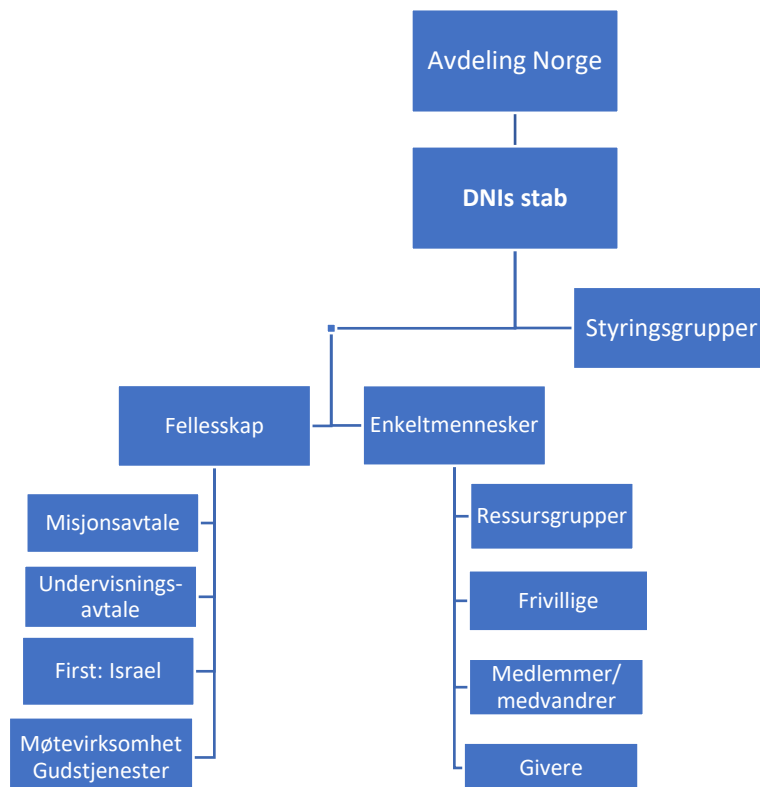 Avdeling Norge
DNIs stab
Styringsgrupper
Fellesskap
Enkeltmennesker
Misjonsavtale
Undervisnings-
avtale
First: Israel
Møtevirksomhet
Gudstjenester
Ressursgrupper
Frivillige
Medlemmer/
medvandrer
Givere